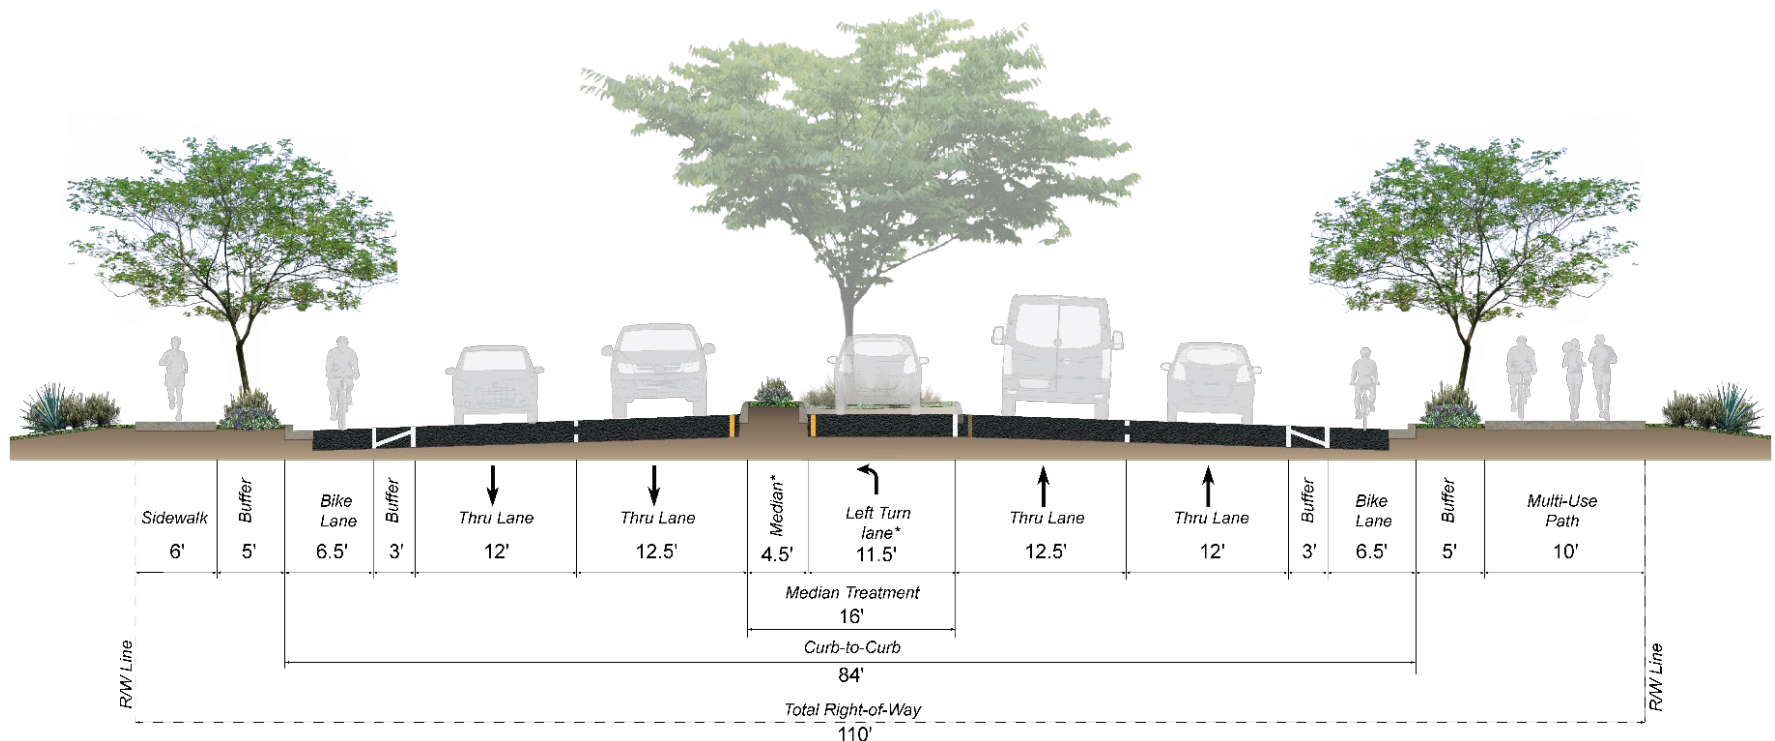 Sidewalk
6'
Buffer
5'
Bike
Lane
6.5'
Buffer
3'
Thru Lane
12'
Thru Lane
12.5'
Median*
4.5'
Left Turn
lane*
11.5'
Thru Lane
12.5'
Thru Lane
12'
Buffer
3'
Bike
Lane
6.5'
Buffer
5'
Multi-Use
Path
10'
Median Treatment
16'
Curb-to-Curb
84'
R/W Line
R/W Line
Total Right-of-Way
110'